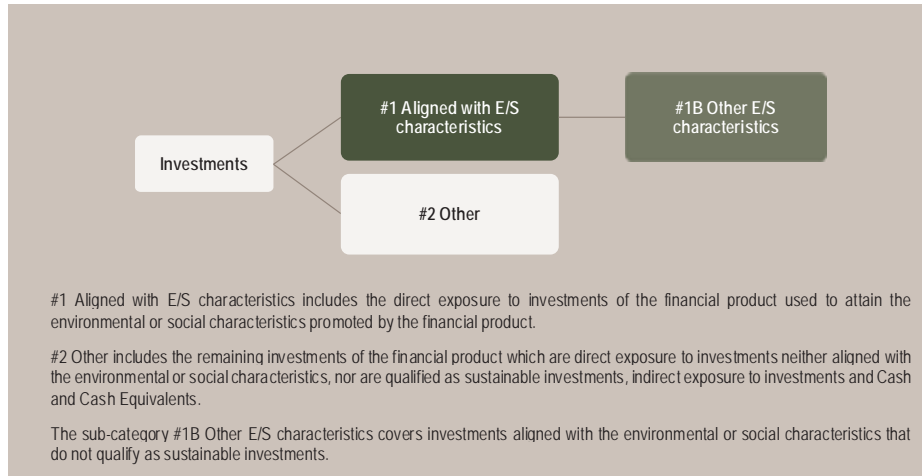 #1 Aligned with E/S
characteristics
#1B Other E/S
characteristics
Investments
#2 Other
#1 Aligned with E/S characteristics includes the direct exposure to investments of the financial product used to attain the
environmental or social characteristics promoted by the financial product.
#2 Other includes the remaining investments of the financial product which are direct exposure to investments neither aligned with
the environmental or social characteristics, nor are qualified as sustainable investments, indirect exposure to investments and Cash
and Cash Equivalents.
The sub-category #1B Other E/S characteristics covers investments aligned with the environmental or social characteristics that
do not qualify as sustainable investments.